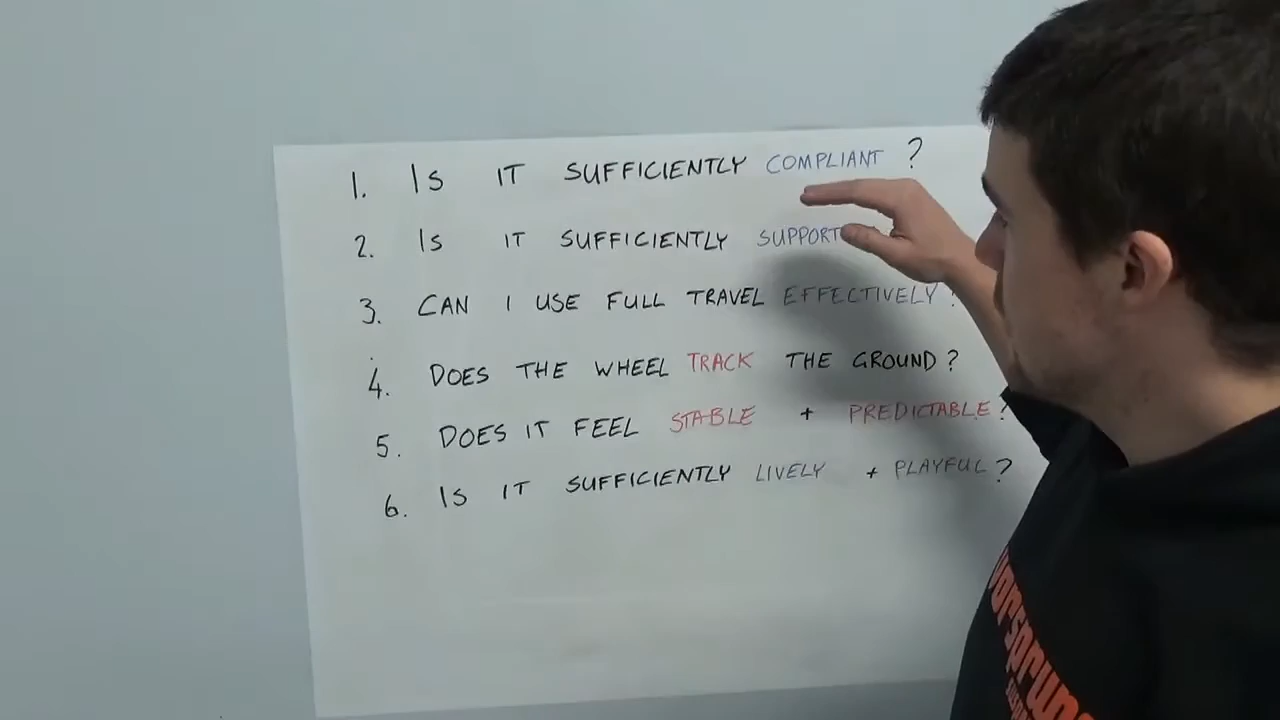 1. IS IT SUFFICIENTLY COMPLIANT ?
2. IS IT SUFFICIENTLY
3. CAN I USE FULL TRAVEL EFFECTIVELY ?
4. DOES THE WHEEL TRACK THE GROUND ?
5. DOES IT FEEL STABLE + PREDICTABLE ?
6. IS IT SUFFICIENTLY LIVELY + PLAYFUL ?
vorsprung